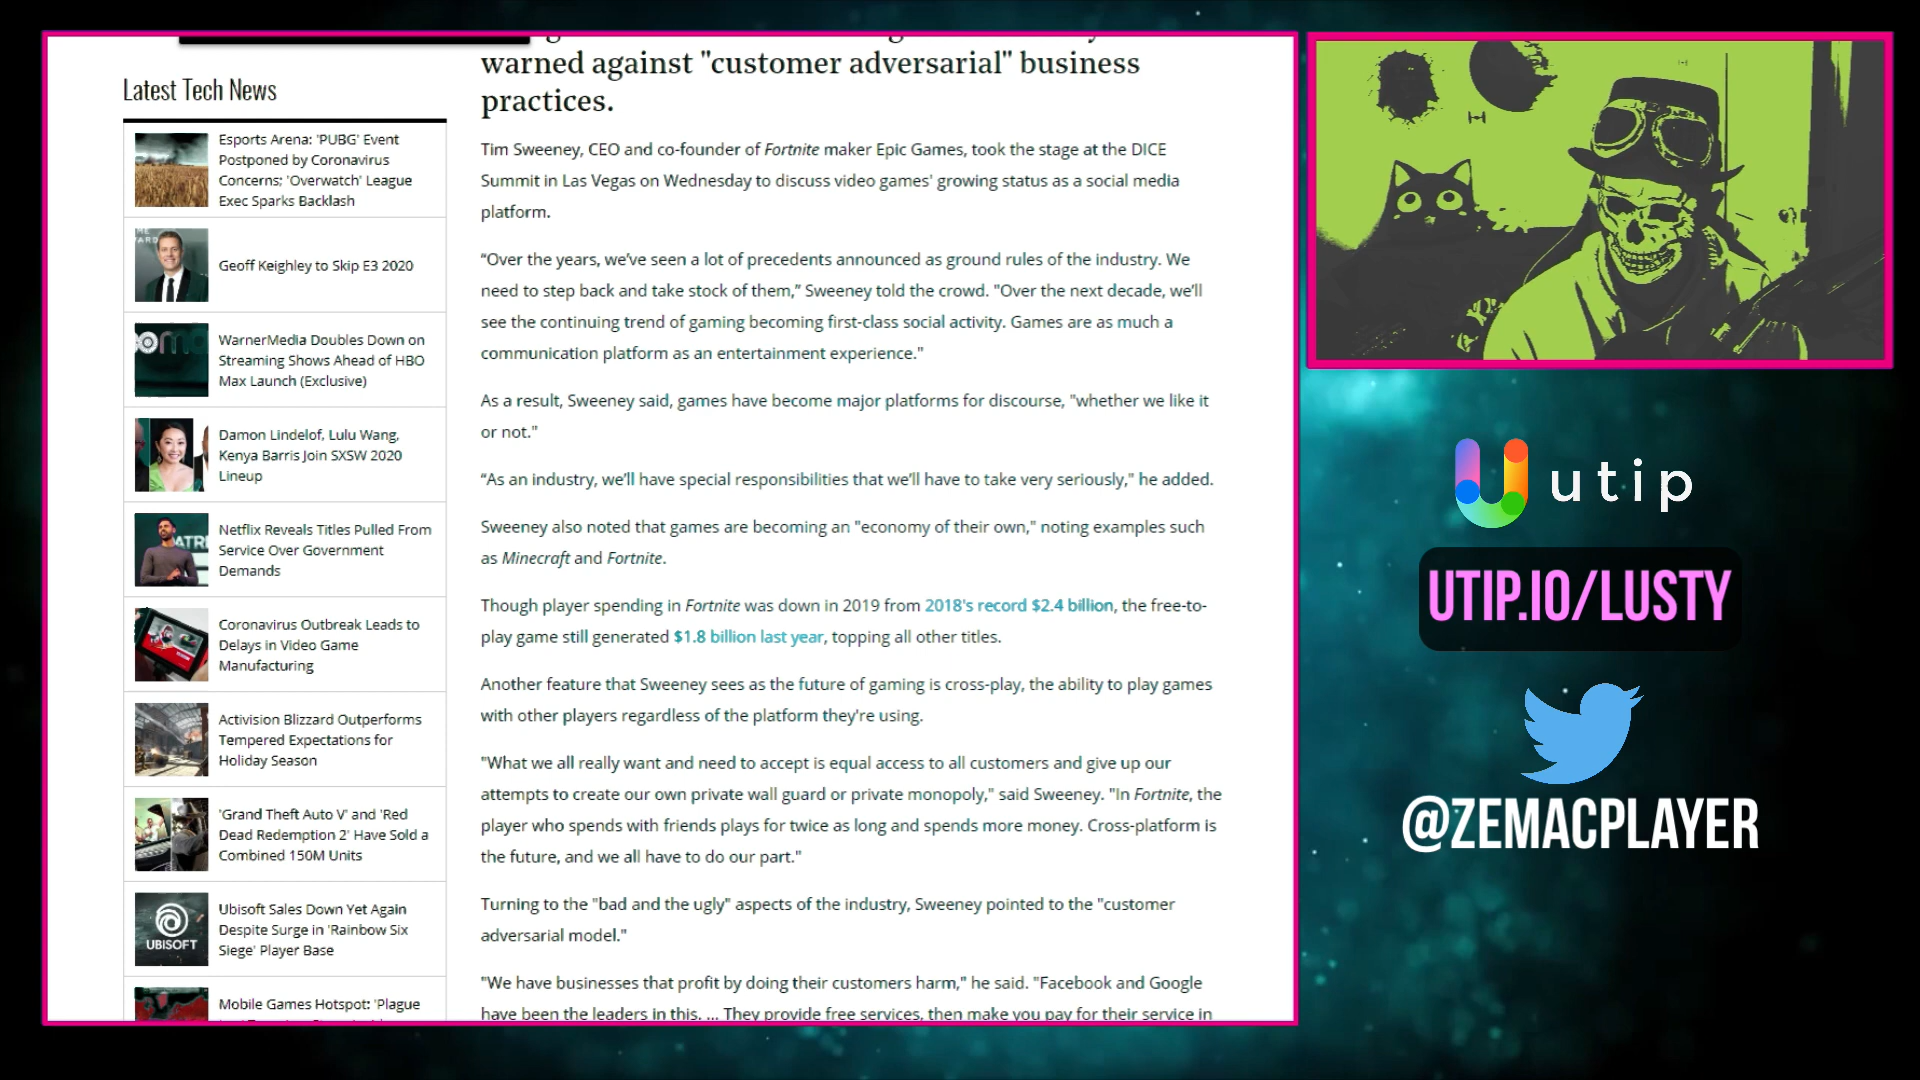 warned against "customer adversarial" business
practices.
Latest Tech News
Esports Arena: 'PUBG' Event
Postponed by Coronavirus
Concerns; 'Overwatch' League
Exec Sparks Backlash
Geoff Keighley to Skip E3 2020
WarnerMedia Doubles Down on
Streaming Shows Ahead of HBO
Max Launch (Exclusive)
Damon Lindelof, Lulu Wang,
Kenya Barris Join SXSW 2020
Lineup
Netflix Reveals Titles Pulled From
Service Over Government
Demands
Coronavirus Outbreak Leads to
Delays in Video Game
Manufacturing
Activision Blizzard Outperforms
Tempered Expectations for
Holiday Season
'Grand Theft Auto V' and 'Red
Dead Redemption 2' Have Sold a
Combined 150M Units
UBISOFT
Ubisoft Sales Down Yet Again
Despite Surge in 'Rainbow Six
Siege' Player Base
Mobile Games Hotspot: 'Plague
Tim Sweeney, CEO and co-founder of Fortnite maker Epic Games, took the stage at the DICE
Summit in Las Vegas on Wednesday to discuss video games' growing status as a social media
platform.
“Over the years, we’ve seen a lot of precedents announced as ground rules of the industry. We
need to step back and take stock of them,” Sweeney told the crowd. "Over the next decade, we’ll
see the continuing trend of gaming becoming first-class social activity. Games are as much a
communication platform as an entertainment experience."
As a result, Sweeney said, games have become major platforms for discourse, "whether we like it
or not."
“As an industry, we’ll have special responsibilities that we’ll have to take very seriously," he added.
Sweeney also noted that games are becoming an "economy of their own," noting examples such
as Minecraft and Fortnite.
Though player spending in Fortnite was down in 2019 from 2018's record $2.4 billion, the free-to-
play game still generated $1.8 billion last year, topping all other titles.
Another feature that Sweeney sees as the future of gaming is cross-play, the ability to play games
with other players regardless of the platform they're using.
"What we all really want and need to accept is equal access to all customers and give up our
attempts to create our own private wall guard or private monopoly," said Sweeney. "In Fortnite, the
player who spends with friends plays for twice as long and spends more money. Cross-platform is
the future, and we all have to do our part."
Turning to the "bad and the ugly" aspects of the industry, Sweeney pointed to the "customer
adversarial model."
"We have businesses that profit by doing their customers harm," he said. "Facebook and Google
have been the leaders in this. ... They provide free services, then make you pay for their service in
utip
UTIP.IO/LUSTY
@ZEMACPLAYER